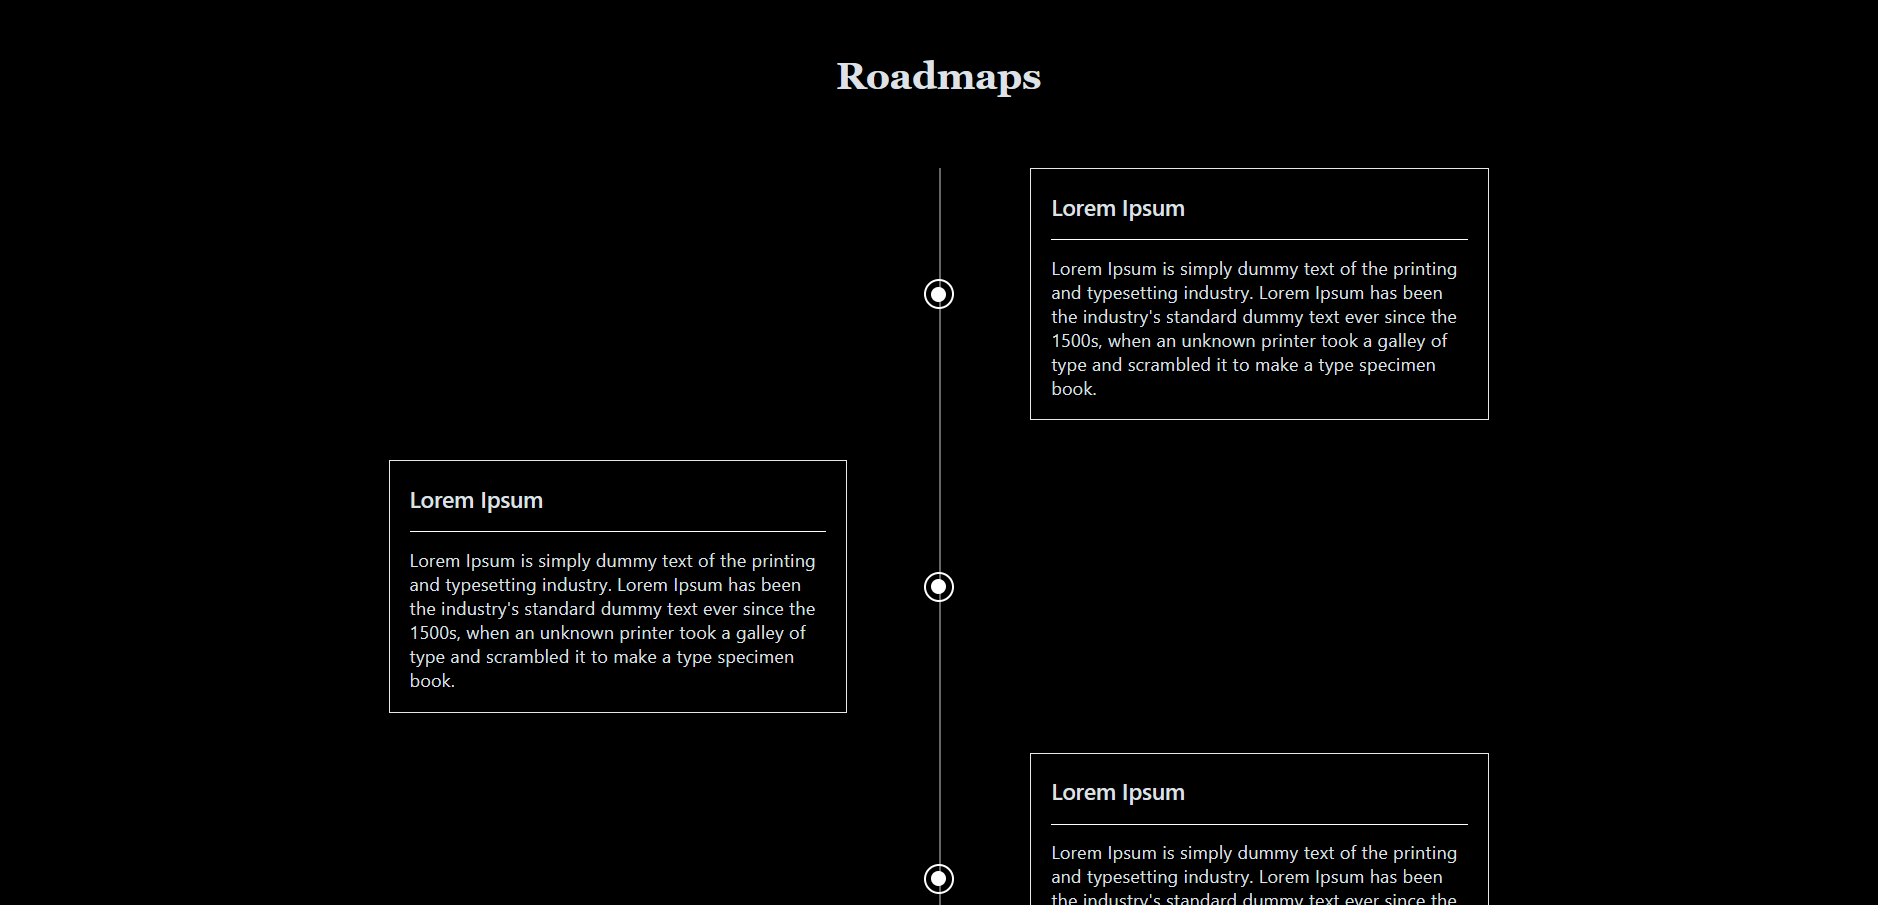 Roadmaps
Lorem Ipsum
Lorem Ipsum is simply dummy text of the printing
and typesetting industry. Lorem Ipsum has been
the industry's standard dummy text ever since the
1500s, when an unknown printer took a galley of
type and scrambled it to make a type specimen
book.
Lorem Ipsum
Lorem Ipsum is simply dummy text of the printing
and typesetting industry. Lorem Ipsum has been
the industry's standard dummy text ever since the
1500s, when an unknown printer took a galley of
type and scrambled it to make a type specimen
book.
Lorem Ipsum
Lorem Ipsum is simply dummy text of the printing
and typesetting industry. Lorem Ipsum has been
the industry's standard dummy text ever since the